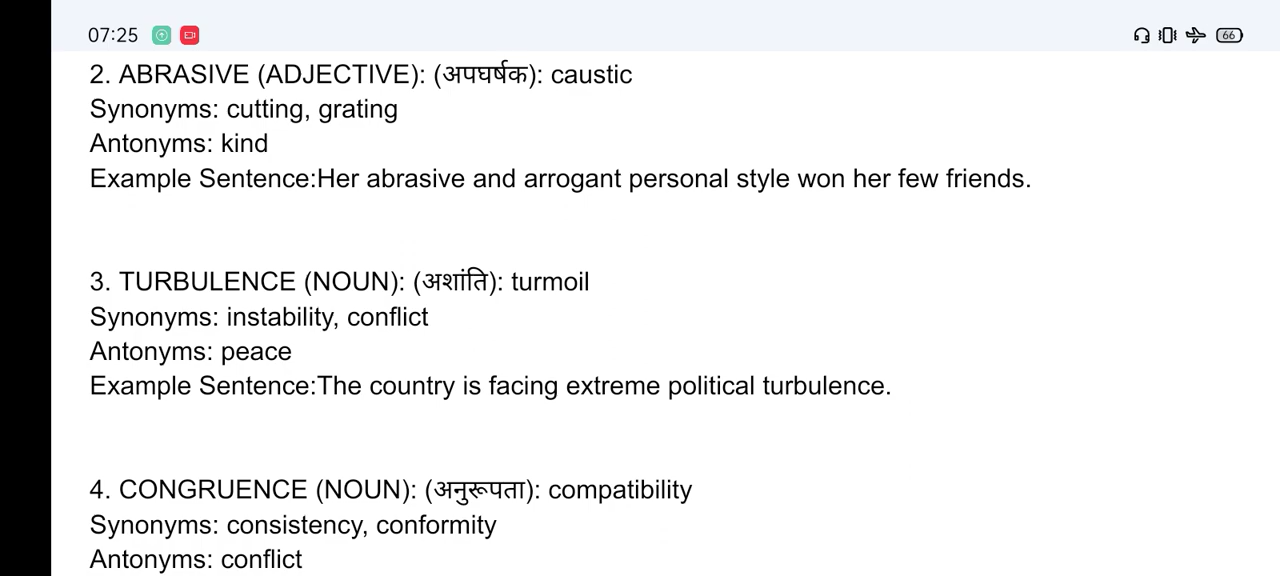 07:25
66
2. ABRASIVE (ADJECTIVE): (अपघर्षक): caustic
Synonyms: cutting, grating
Antonyms: kind
Example Sentence:Her abrasive and arrogant personal style won her few friends.
3. TURBULENCE (NOUN): (अशांति): turmoil
Synonyms: instability, conflict
Antonyms: peace
Example Sentence:The country is facing extreme political turbulence.
4. CONGRUENCE (NOUN): (अनुरूपता): compatibility
Synonyms: consistency, conformity
Antonyms: conflict